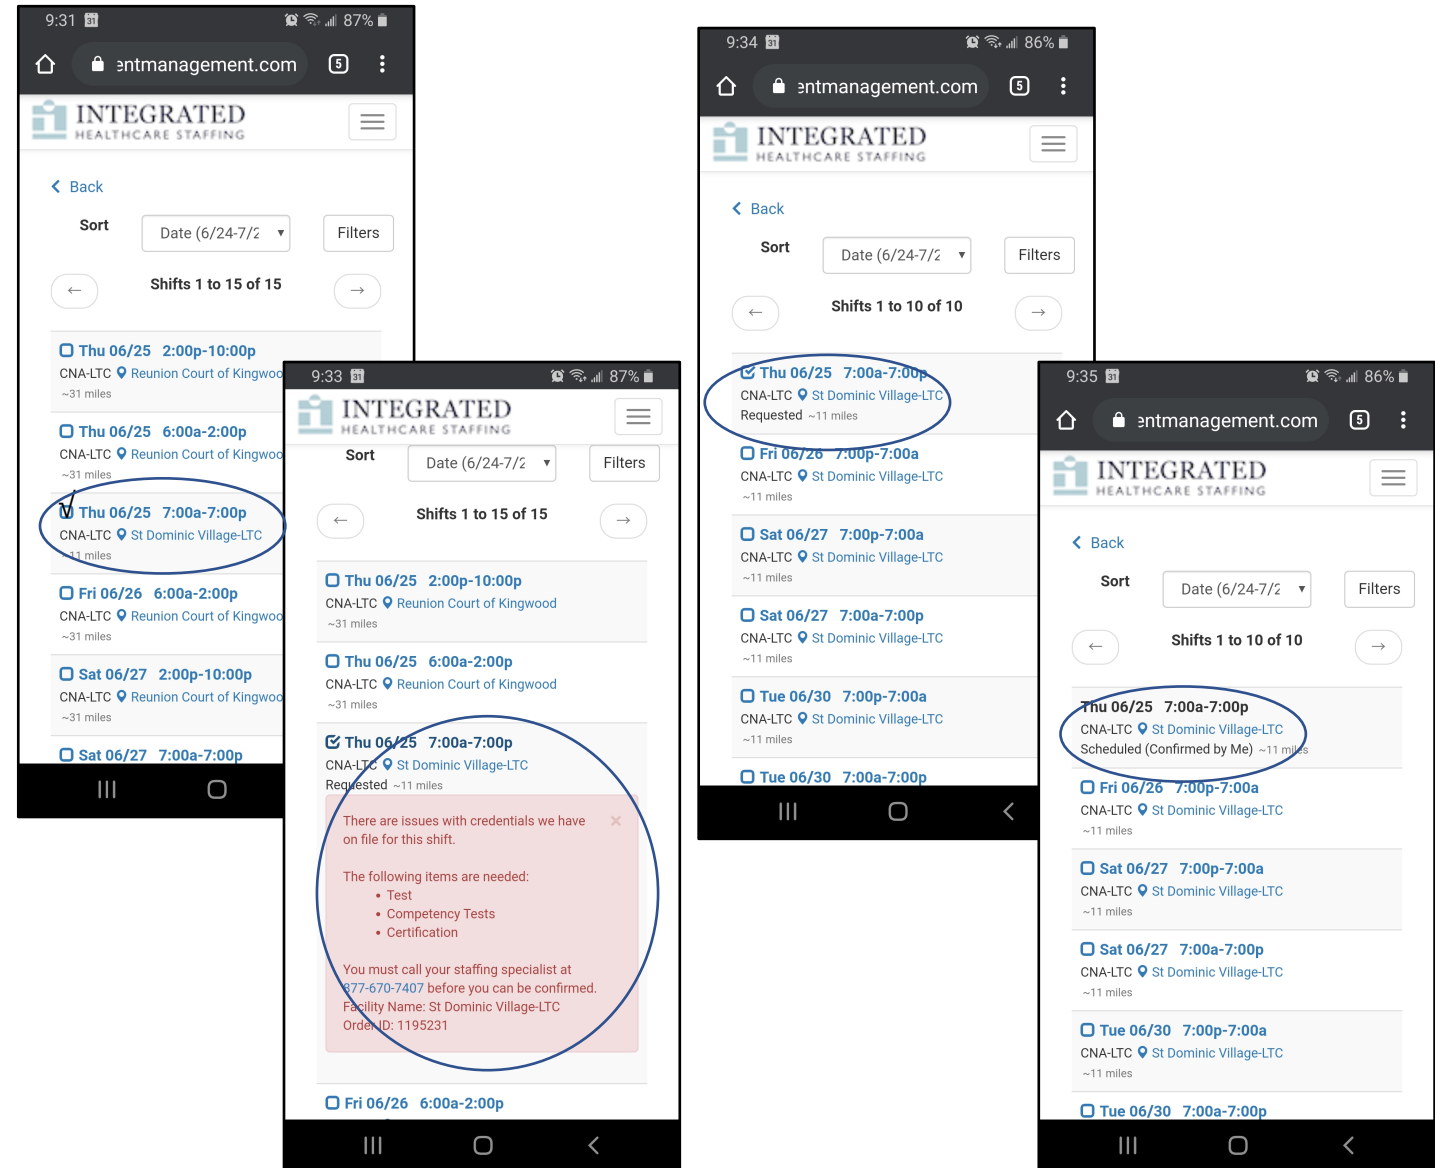 9:31 31 87%
entmanagement.com 5
INTEGRATED
HEALTHCARE STAFFING
Back
Sort Date (6/24-7/2 Filters
← Shifts 1 to 15 of 15 →
Thu 06/25 2:00p-10:00p
CNA-LTC Reunion Court of Kingwoo
~31 miles
Thu 06/25 6:00a-2:00p
CNA-LTC Reunion Court of Kingwoo
~31 miles
Thu 06/25 7:00a-7:00p
CNA-LTC St Dominic Village-LTC
~11 miles
Fri 06/26 6:00a-2:00p
CNA-LTC Reunion Court of Kingwoo
~31 miles
Sat 06/27 2:00p-10:00p
CNA-LTC Reunion Court of Kingwoo
~31 miles
Sat 06/27 7:00a-7:00p
9:33 31 87%
INTEGRATED
HEALTHCARE STAFFING
Sort Date (6/24-7/2 Filters
← Shifts 1 to 15 of 15 →
Thu 06/25 2:00p-10:00p
CNA-LTC Reunion Court of Kingwood
~31 miles
Thu 06/25 6:00a-2:00p
CNA-LTC Reunion Court of Kingwood
~31 miles
Thu 06/25 7:00a-7:00p
CNA-LTC St Dominic Village-LTC
Requested ~11 miles
There are issues with credentials we have ×
on file for this shift.
The following items are needed:
• Test
• Competency Tests
• Certification
You must call your staffing specialist at
877-670-7407 before you can be confirmed.
Facility Name: St Dominic Village-LTC
Order ID: 1195231
Fri 06/26 6:00a-2:00p
9:34 31 86%
entmanagement.com 5
INTEGRATED
HEALTHCARE STAFFING
Back
Sort Date (6/24-7/2 Filters
← Shifts 1 to 10 of 10 →
Thu 06/25 7:00a-7:00p
CNA-LTC St Dominic Village-LTC
Requested ~11 miles
Fri 06/26 7:00p-7:00a
CNA-LTC St Dominic Village-LTC
~11 miles
Sat 06/27 7:00p-7:00a
CNA-LTC St Dominic Village-LTC
~11 miles
Sat 06/27 7:00a-7:00p
CNA-LTC St Dominic Village-LTC
~11 miles
Tue 06/30 7:00p-7:00a
CNA-LTC St Dominic Village-LTC
~11 miles
Tue 06/30 7:00a-7:00p
9:35 31 86%
entmanagement.com 5
INTEGRATED
HEALTHCARE STAFFING
Back
Sort Date (6/24-7/2 Filters
← Shifts 1 to 10 of 10 →
Thu 06/25 7:00a-7:00p
CNA-LTC St Dominic Village-LTC
Scheduled (Confirmed by Me) ~11 miles
Fri 06/26 7:00p-7:00a
CNA-LTC St Dominic Village-LTC
~11 miles
Sat 06/27 7:00p-7:00a
CNA-LTC St Dominic Village-LTC
~11 miles
Sat 06/27 7:00a-7:00p
CNA-LTC St Dominic Village-LTC
~11 miles
Tue 06/30 7:00p-7:00a
CNA-LTC St Dominic Village-LTC
~11 miles
Tue 06/30 7:00a-7:00p